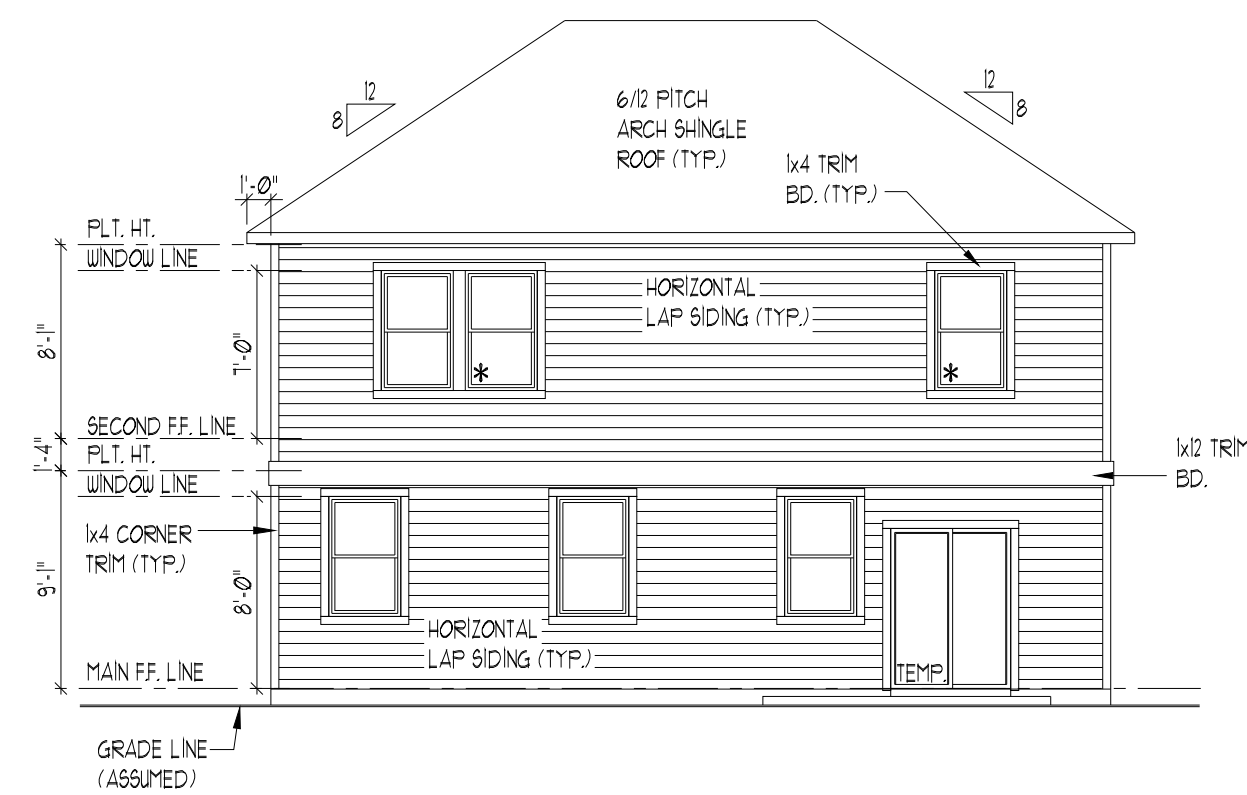 12
8
12
8
6/12 PITCH
ARCH SHINGLE
ROOF (TYP.)
1x4 TRIM
BD. (TYP.)
1'-0"
PLT. HT.
WINDOW LINE
HORIZONTAL
LAP SIDING (TYP.)
8'-1"
7'-0"
*
*
SECOND F.F. LINE
1'-4"
PLT. HT.
WINDOW LINE
1x12 TRIM
BD.
1x4 CORNER
TRIM (TYP.)
9'-1"
8'-0"
HORIZONTAL
LAP SIDING (TYP.)
MAIN F.F. LINE
TEMP.
GRADE LINE
(ASSUMED)